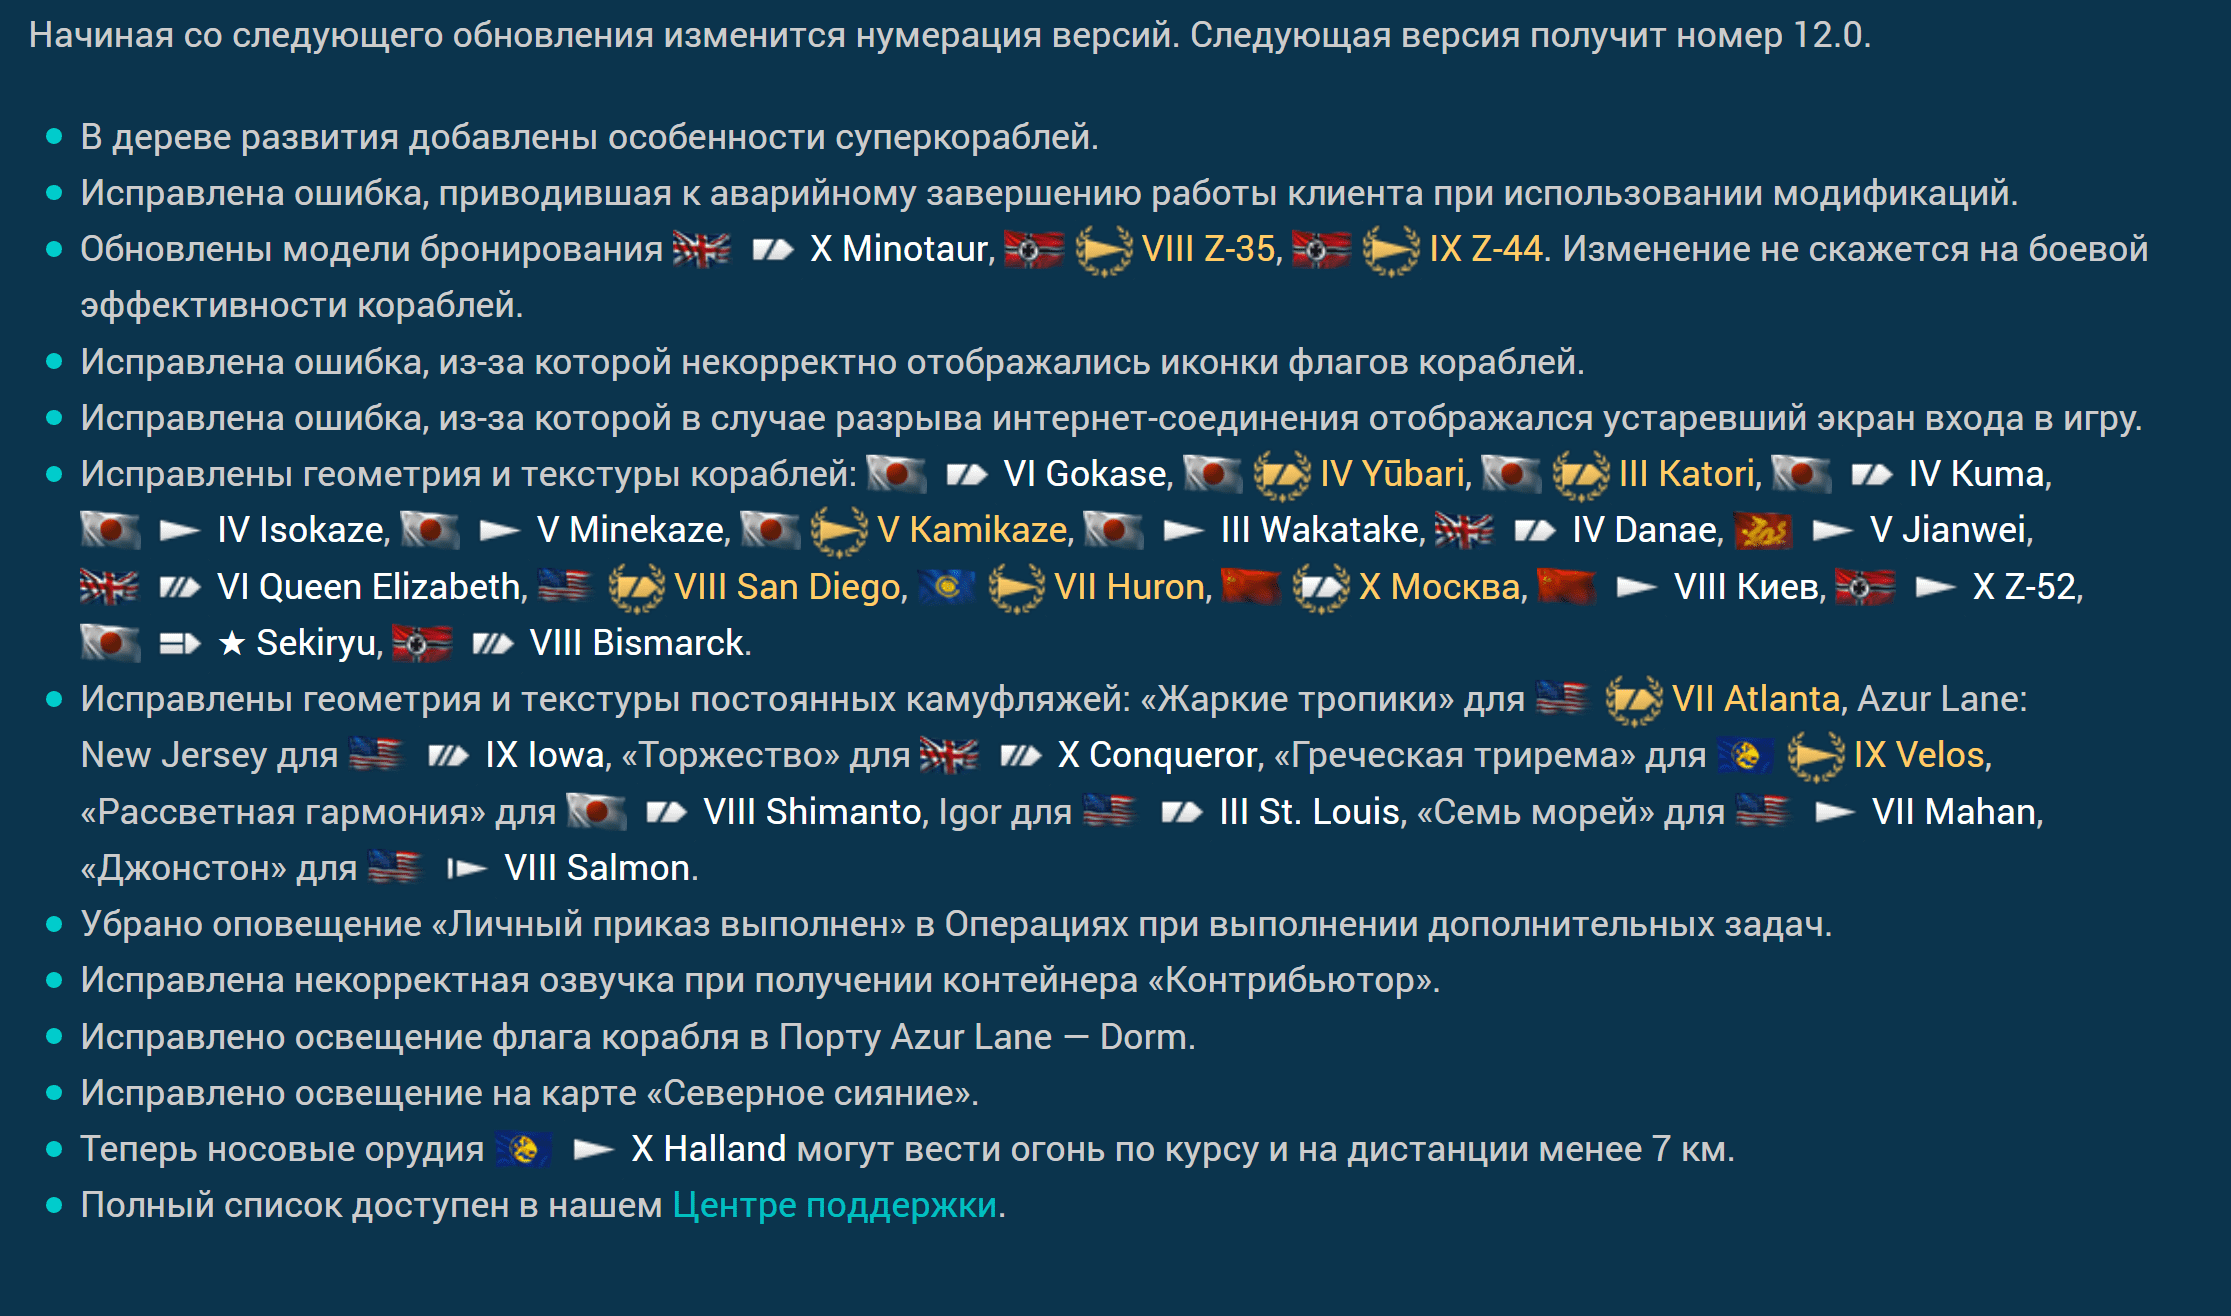 Начиная со следующего обновления изменится нумерация версий. Следующая версия получит номер 12.0.
В дереве развития добавлены особенности суперкораблей.
Исправлена ошибка, приводившая к аварийному завершению работы клиента при использовании модификаций.
Обновлены модели бронирования X Minotaur, VIII Z-35, IX Z-44. Изменение не скажется на боевой
эффективности кораблей.
Исправлена ошибка, из-за которой некорректно отображались иконки флагов кораблей.
Исправлена ошибка, из-за которой в случае разрыва интернет-соединения отображался устаревший экран входа в игру.
Исправлены геометрия и текстуры кораблей: VI Gokase, IV Yūbari, III Katori, IV Kuma,
IV Isokaze, V Minekaze, V Kamikaze, III Wakatake, IV Danae, V Jianwei,
VI Queen Elizabeth, VIII San Diego, VII Huron, X Москва, VIII Киев, X Z-52,
★ Sekiryu, VIII Bismarck.
Исправлены геометрия и текстуры постоянных камуфляжей: «Жаркие тропики» для VII Atlanta, Azur Lane:
New Jersey для IX Iowa, «Торжество» для X Conqueror, «Греческая трирема» для IX Velos,
«Рассветная гармония» для VIII Shimanto, Igor для III St. Louis, «Семь морей» для VII Mahan,
«Джонстон» для VIII Salmon.
Убрано оповещение «Личный приказ выполнен» в Операциях при выполнении дополнительных задач.
Исправлена некорректная озвучка при получении контейнера «Контрибьютор».
Исправлено освещение флага корабля в Порту Azur Lane — Dorm.
Исправлено освещение на карте «Северное сияние».
Теперь носовые орудия X Halland могут вести огонь по курсу и на дистанции менее 7 км.
Полный список доступен в нашем Центре поддержки.